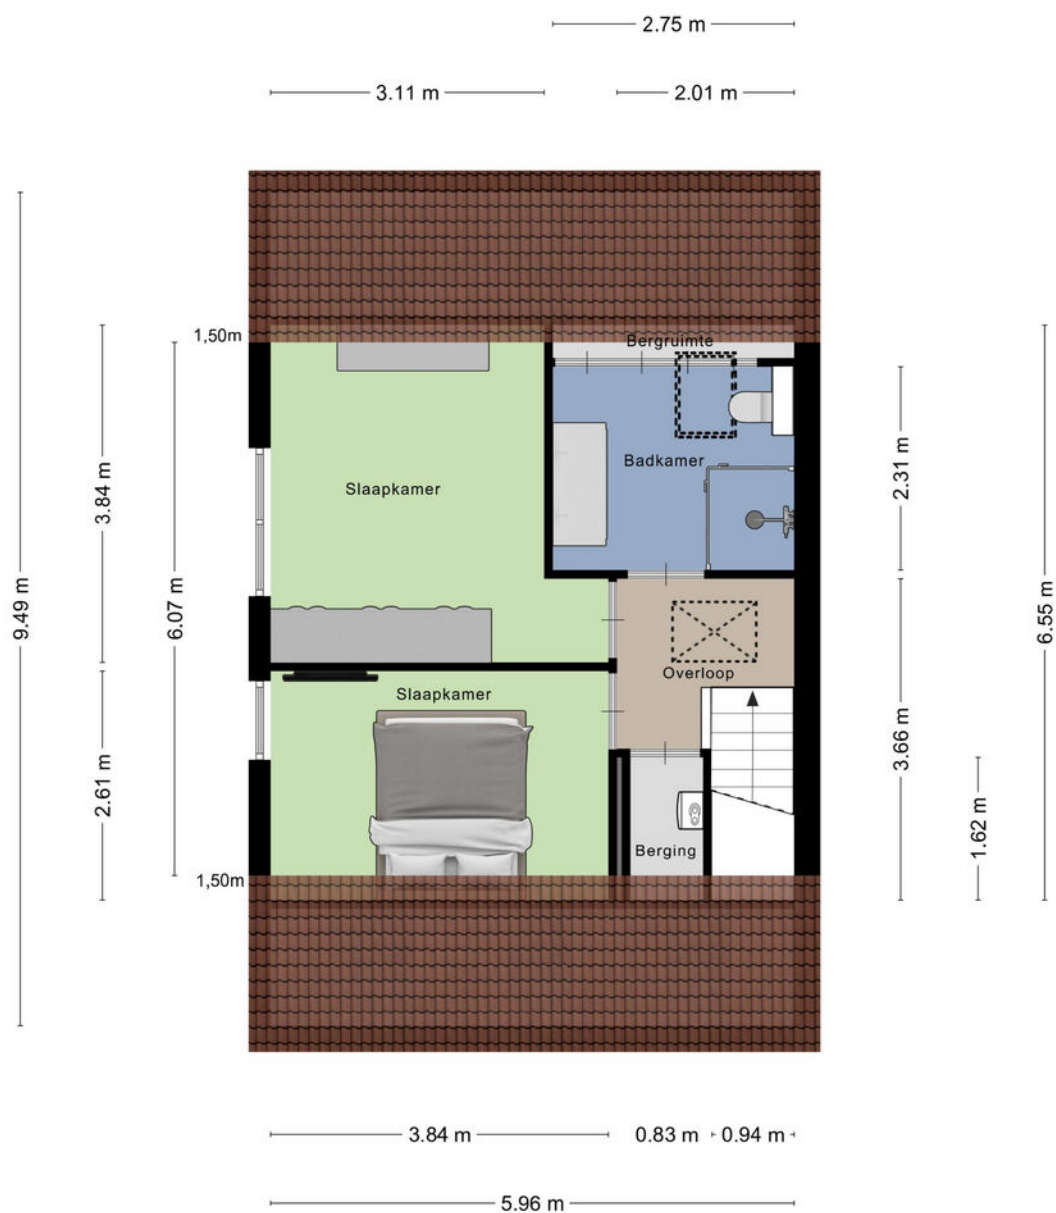 2.75 m
3.11 m
2.01 m
1,50m
Bergruimte
Badkamer
Slaapkamer
3.84 m
2.31 m
9.49 m
6.07 m
6.55 m
Overloop
Slaapkamer
3.66 m
2.61 m
1.62 m
Berging
1,50m
3.84 m
0.83 m
0.94 m
5.96 m